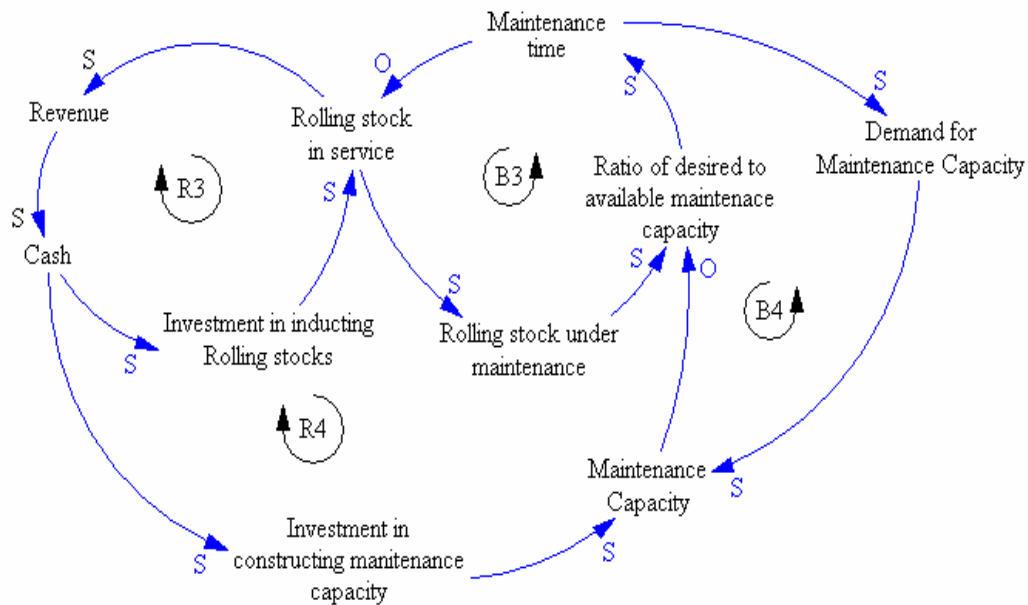 Maintenance
time
S
O
S
S
Revenue
Rolling stock
in service
Demand for
Maintenance Capacity
R3
B3
S
Ratio of desired to
available maintenace
capacity
S
Cash
S
S
O
B4
Investment in inducting
Rolling stocks
S
Rolling stock under
maintenance
R4
Maintenance
Capacity
S
Investment in
constructing manitenance
capacity
S
S